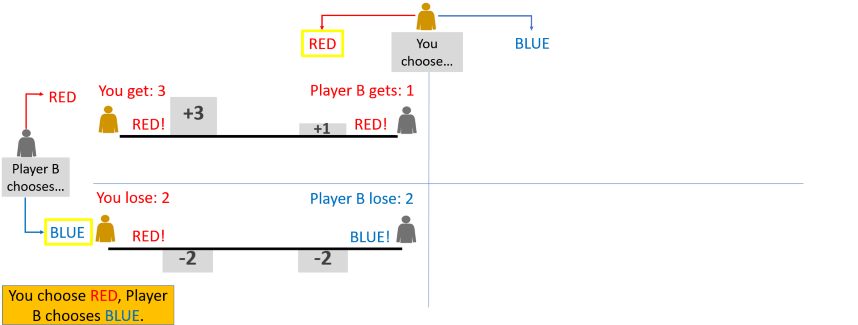 You
choose...
RED
BLUE
You get: 3
Player B gets: 1
RED
+3
RED!
+1
RED!
Player B
chooses...
You lose: 2
Player B lose: 2
BLUE
RED!
BLUE!
-2
-2
You choose RED, Player
B chooses BLUE.